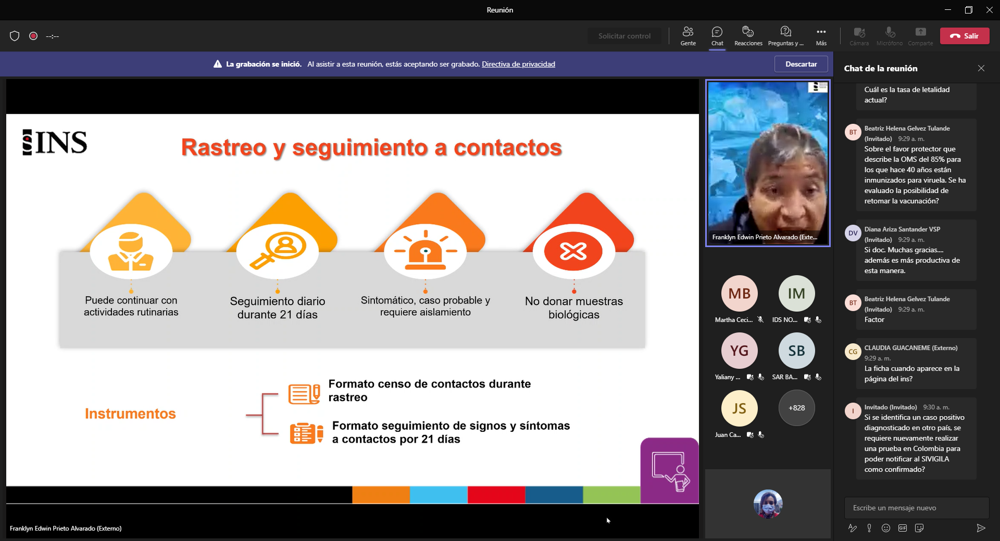 Reunión
--:--
Solicitar control
Gente
Chat
Reacciones
Preguntas y ...
Más
Cámara
Micrófono
Comparte
Salir
La grabación se inició. Al asistir a esta reunión, estás aceptando ser grabado. Directiva de privacidad
Descartar
INS
Rastreo y seguimiento a contactos
Puede continuar con
actividades rutinarias
Seguimiento diario
durante 21 días
Sintomático, caso probable y
requiere aislamiento
No donar muestras
biológicas
Instrumentos
Formato censo de contactos durante
rastreo
Formato seguimiento de signos y síntomas
a contactos por 21 días
Franklyn Edwin Prieto Alvarado (Externo)
Franklyn Edwin Prieto Alvarado (Exte...
MB
Martha Ceci...
IM
IDS NO...
YG
Yaliany ...
SB
SAR BA...
JS
Juan Ca...
+828
Chat de la reunión
Cuál es la tasa de letalidad
actual?
BT
Beatriz Helena Gelvez Tulande
(Invitado) 9:29 a. m.
Sobre el favor protector que
describe la OMS del 85% para
los que hace 40 años están
inmunizados para viruela. Se ha
evaluado la posibilidad de
retomar la vacunación?
DV
Diana Ariza Santander VSP
(Invitado) 9:29 a. m.
Si doc. Muchas gracias....
además es más productiva de
esta manera.
BT
Beatriz Helena Gelvez Tulande
(Invitado) 9:29 a. m.
Factor
CG
CLAUDIA GUACANEME (Externo)
9:29 a. m.
La ficha cuando aparece en la
página del ins?
I
Invitado (Invitado) 9:30 a. m.
Si se identifica un caso positivo
diagnosticado en otro país, se
requiere nuevamente realizar
una prueba en Colombia para
poder notificar al SIVIGILA
como confirmado?
Escribe un mensaje nuevo
GIF